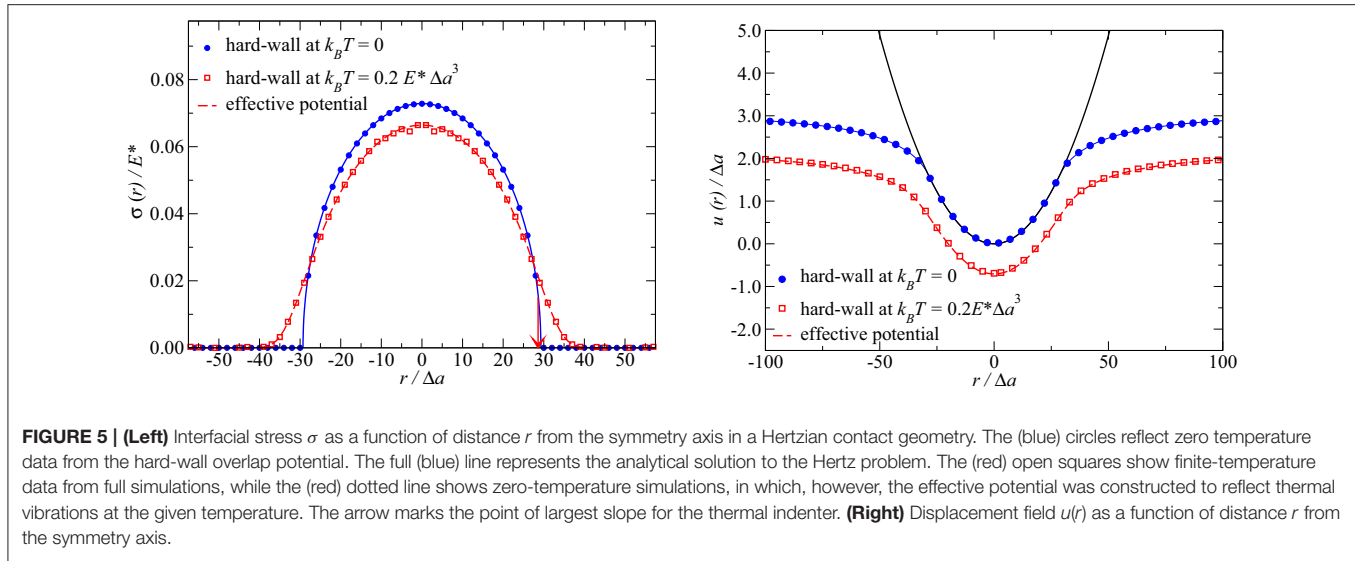 hard-wall at k_B T = 0
hard-wall at k_B T = 0.2 E* Δa³
effective potential
0.08
0.06
0.04
0.02
0.00
σ (r) / E*
-50 -40 -30 -20 -10 0 10 20 30 40 50
r / Δa
5.0
4.0
3.0
2.0
1.0
0.0
-1.0
-2.0
u (r) / Δa
hard-wall at k_B T = 0
hard-wall at k_B T = 0.2E* Δa³
effective potential
-100 -50 0 50 100
r / Δa
FIGURE 5 | (Left) Interfacial stress σ as a function of distance r from the symmetry axis in a Hertzian contact geometry. The (blue) circles reflect zero temperature
data from the hard-wall overlap potential. The full (blue) line represents the analytical solution to the Hertz problem. The (red) open squares show finite-temperature
data from full simulations, while the (red) dotted line shows zero-temperature simulations, in which, however, the effective potential was constructed to reflect thermal
vibrations at the given temperature. The arrow marks the point of largest slope for the thermal indenter. (Right) Displacement field u(r) as a function of distance r from
the symmetry axis.